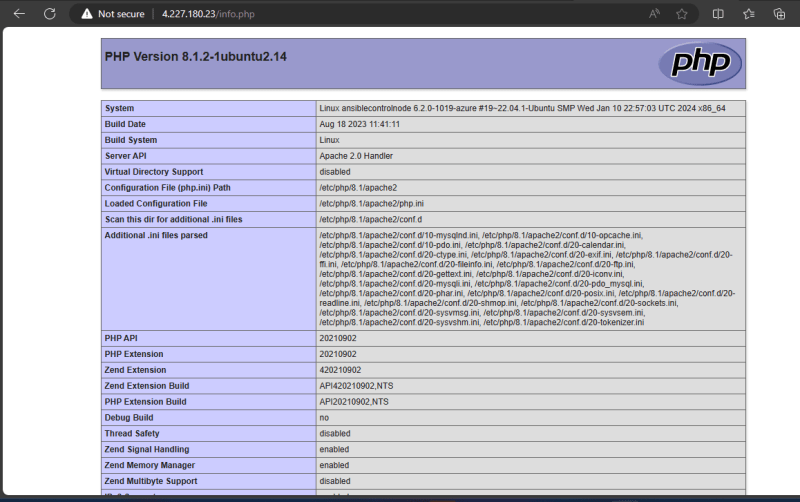 Not secure | 4.227.180.23/info.php
PHP Version 8.1.2-1ubuntu2.14
php
System Linux ansiblecontrolnode 6.2.0-1019-azure #19~22.04.1-Ubuntu SMP Wed Jan 10 22:57:03 UTC 2024 x86_64
Build Date Aug 18 2023 11:41:11
Build System Linux
Server API Apache 2.0 Handler
Virtual Directory Support disabled
Configuration File (php.ini) Path /etc/php/8.1/apache2
Loaded Configuration File /etc/php/8.1/apache2/php.ini
Scan this dir for additional .ini files /etc/php/8.1/apache2/conf.d
Additional .ini files parsed /etc/php/8.1/apache2/conf.d/10-mysqlnd.ini, /etc/php/8.1/apache2/conf.d/10-opcache.ini,
/etc/php/8.1/apache2/conf.d/10-pdo.ini, /etc/php/8.1/apache2/conf.d/20-calendar.ini,
/etc/php/8.1/apache2/conf.d/20-ctype.ini, /etc/php/8.1/apache2/conf.d/20-exif.ini, /etc/php/8.1/apache2/conf.d/20-
ffi.ini, /etc/php/8.1/apache2/conf.d/20-fileinfo.ini, /etc/php/8.1/apache2/conf.d/20-ftp.ini,
/etc/php/8.1/apache2/conf.d/20-gettext.ini, /etc/php/8.1/apache2/conf.d/20-iconv.ini,
/etc/php/8.1/apache2/conf.d/20-mysqli.ini, /etc/php/8.1/apache2/conf.d/20-pdo_mysql.ini,
/etc/php/8.1/apache2/conf.d/20-phar.ini, /etc/php/8.1/apache2/conf.d/20-posix.ini, /etc/php/8.1/apache2/conf.d/20-
readline.ini, /etc/php/8.1/apache2/conf.d/20-shmop.ini, /etc/php/8.1/apache2/conf.d/20-sockets.ini,
/etc/php/8.1/apache2/conf.d/20-sysvmsg.ini, /etc/php/8.1/apache2/conf.d/20-sysvsem.ini,
/etc/php/8.1/apache2/conf.d/20-sysvshm.ini, /etc/php/8.1/apache2/conf.d/20-tokenizer.ini
PHP API 20210902
PHP Extension 20210902
Zend Extension 420210902
Zend Extension Build API420210902,NTS
PHP Extension Build API20210902,NTS
Debug Build no
Thread Safety disabled
Zend Signal Handling enabled
Zend Memory Manager enabled
Zend Multibyte Support disabled